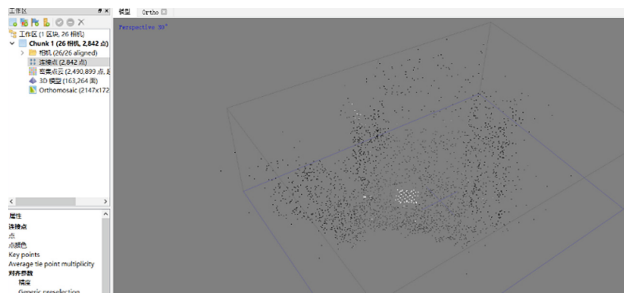 工作区
工作区 (1 区块, 26 相机)
Chunk 1 (26 相机, 2,842 点)
相机 (26/26 aligned)
连接点 (2,842 点)
密集点云 (2,490,899 点,
3D 模型 (163,264 面)
Orthomosaic (2147x172
属性
连接点
点
点颜色
Key points
Average tie point multiplicity
对齐参数
精度
Generic preselection
模型
Ortho
Perspective 30°